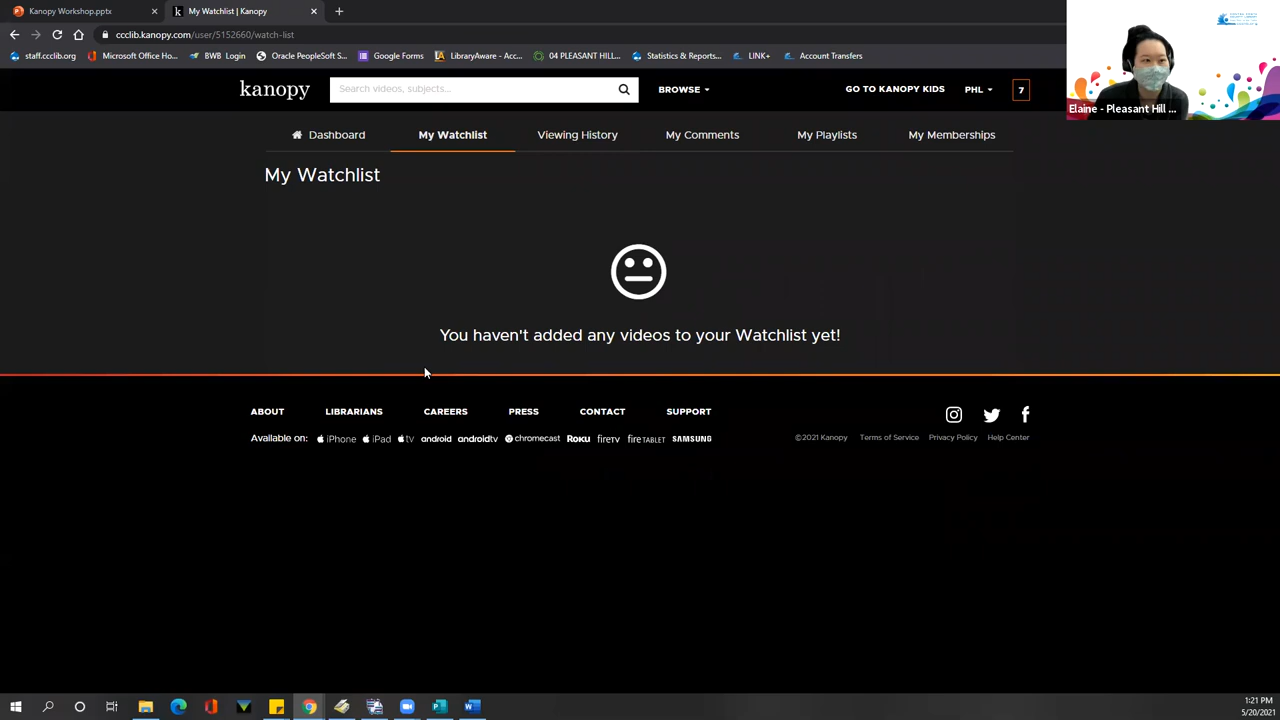 Kanopy Workshop.pptx
My Watchlist | Kanopy
ccclib.kanopy.com/user/5152660/watch-list
staff.ccclib.org
Microsoft Office Ho...
BWB Login
Oracle PeopleSoft S...
Google Forms
LibraryAware - Acc...
04 PLEASANT HILL...
Statistics & Reports...
LINK+
Account Transfers
kanopy
Search videos, subjects...
BROWSE
GO TO KANOPY KIDS
PHL
7
Elaine - Pleasant Hill ...
Dashboard
My Watchlist
Viewing History
My Comments
My Playlists
My Memberships
My Watchlist
You haven't added any videos to your Watchlist yet!
ABOUT
LIBRARIANS
CAREERS
PRESS
CONTACT
SUPPORT
Available on:
iPhone
iPad
tv
android
androidtv
chromecast
Roku
fireTV
fireTABLET
SAMSUNG
©2021 Kanopy
Terms of Service
Privacy Policy
Help Center
1:21 PM
5/20/2021